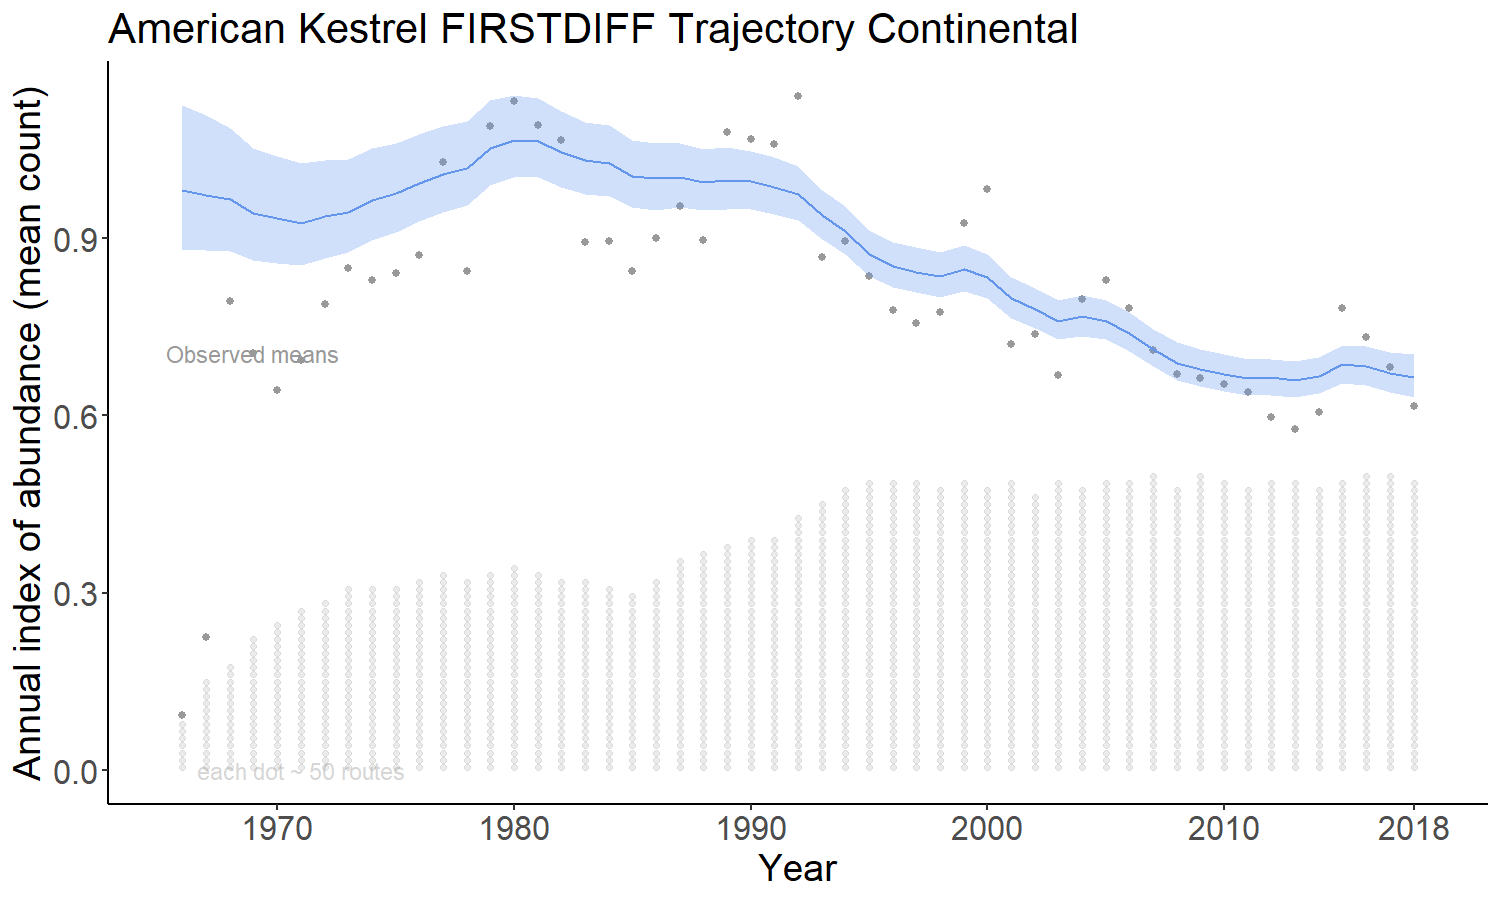 American Kestrel FIRSTDIFF Trajectory Continental
Annual index of abundance (mean count)
0.9
0.6
0.3
0.0
Observed means
each dot ~ 50 routes
1970
1980
1990
2000
2010
2018
Year